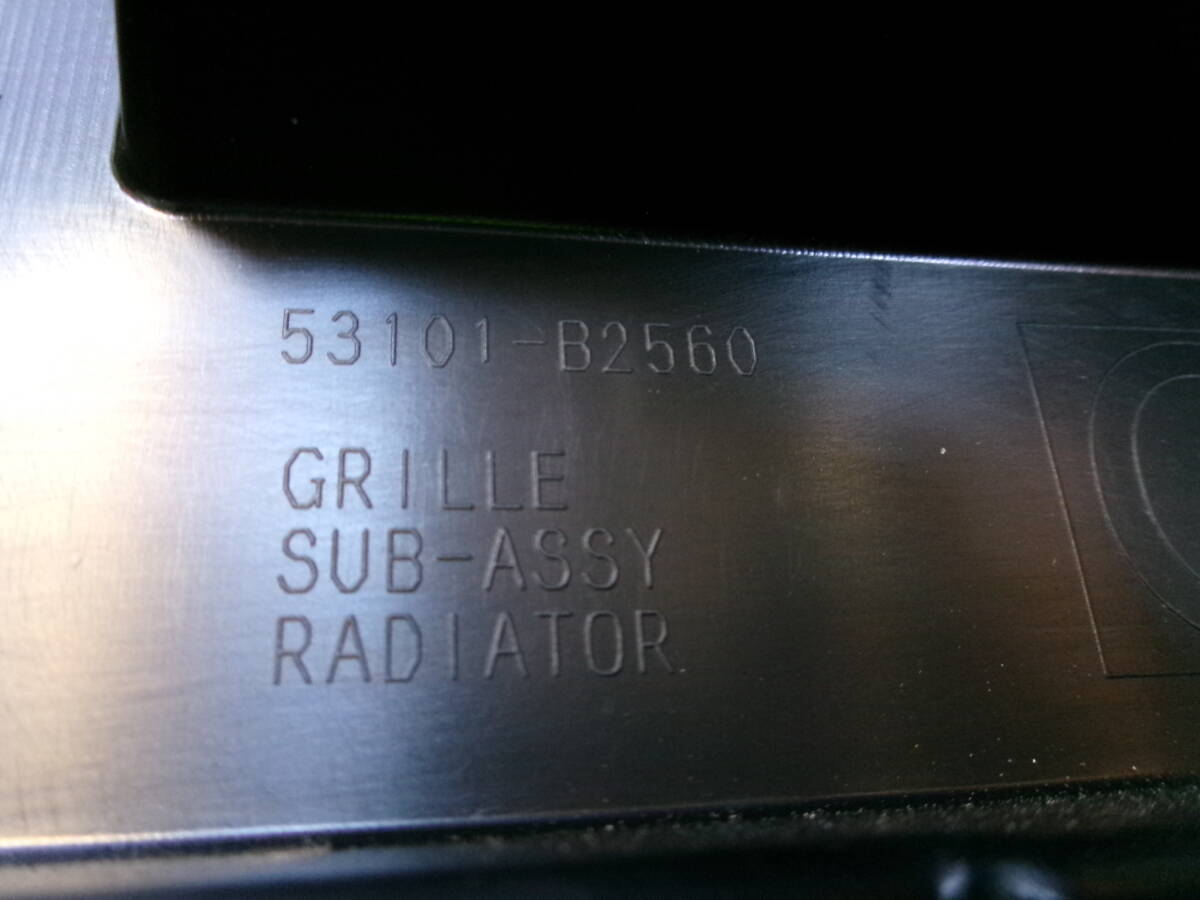 53101-B2560
GRILLE
SUB-ASSY
RADIATOR